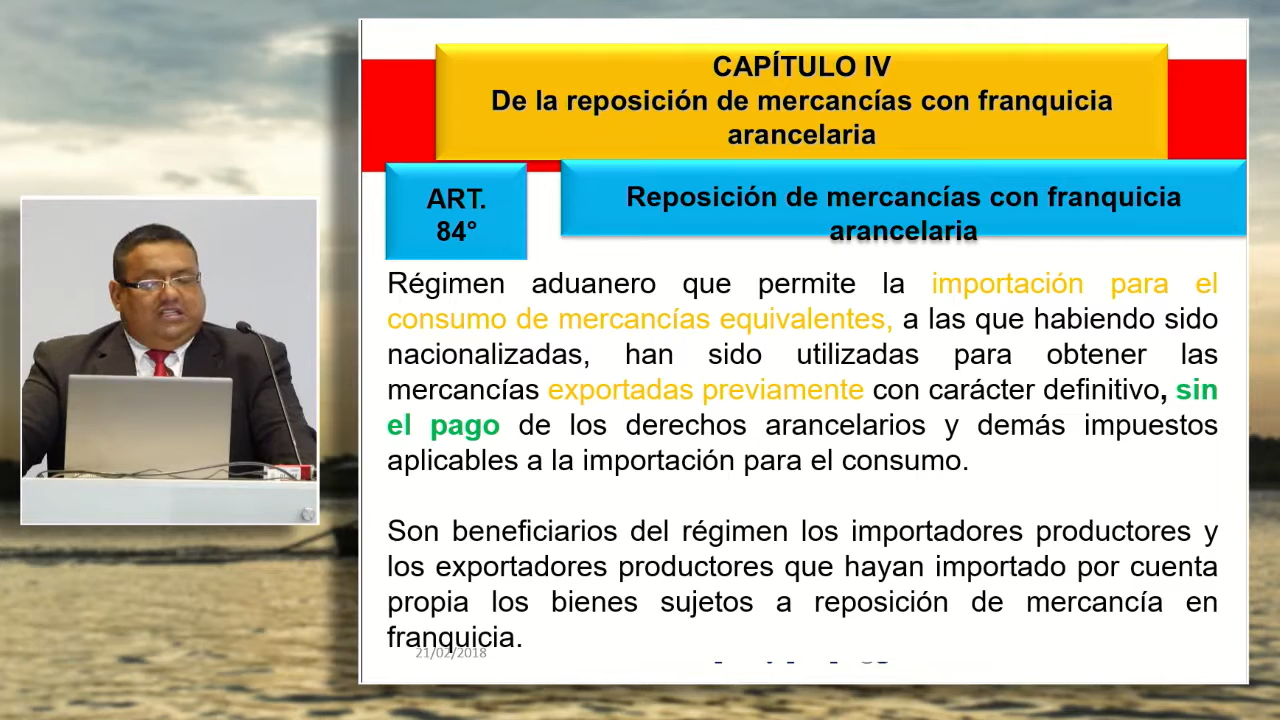 CAPÍTULO IV
De la reposición de mercancías con franquicia
arancelaria
ART.
84°
Reposición de mercancías con franquicia
arancelaria
Régimen aduanero que permite la importación para el
consumo de mercancías equivalentes, a las que habiendo sido
nacionalizadas, han sido utilizadas para obtener las
mercancías exportadas previamente con carácter definitivo, sin
el pago de los derechos arancelarios y demás impuestos
aplicables a la importación para el consumo.
Son beneficiarios del régimen los importadores productores y
los exportadores productores que hayan importado por cuenta
propia los bienes sujetos a reposición de mercancía en
franquicia.
21/02/2018